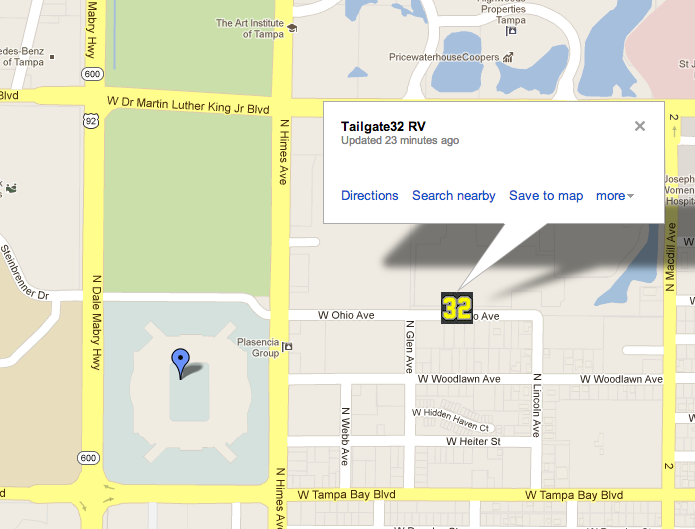 Mabry Hwy
The Art Institute
of Tampa
Properties
Tampa
edes-Benz
of Tampa
PricewaterhouseCoopers
St J
600
Blvd
W Dr Martin Luther King Jr Blvd
92
2
N Himes Ave
Tailgate32 RV
Updated 23 minutes ago
Directions
Search nearby
Save to map
more
Joseph
Women
Hospita
W
N Macdill Ave
Steinbrenner Dr
N Dale Mabry Hwy
32
W Ohio Ave
o Ave
Plasencia
Group
N Glen Ave
W Woodlawn Ave
W Woodlawn Ave
N Webb Ave
W Hidden Haven Ct
N Lincoln Ave
W Heiter St
600
2
N Himes Ave
W Tampa Bay Blvd
W Tampa Bay Blvd